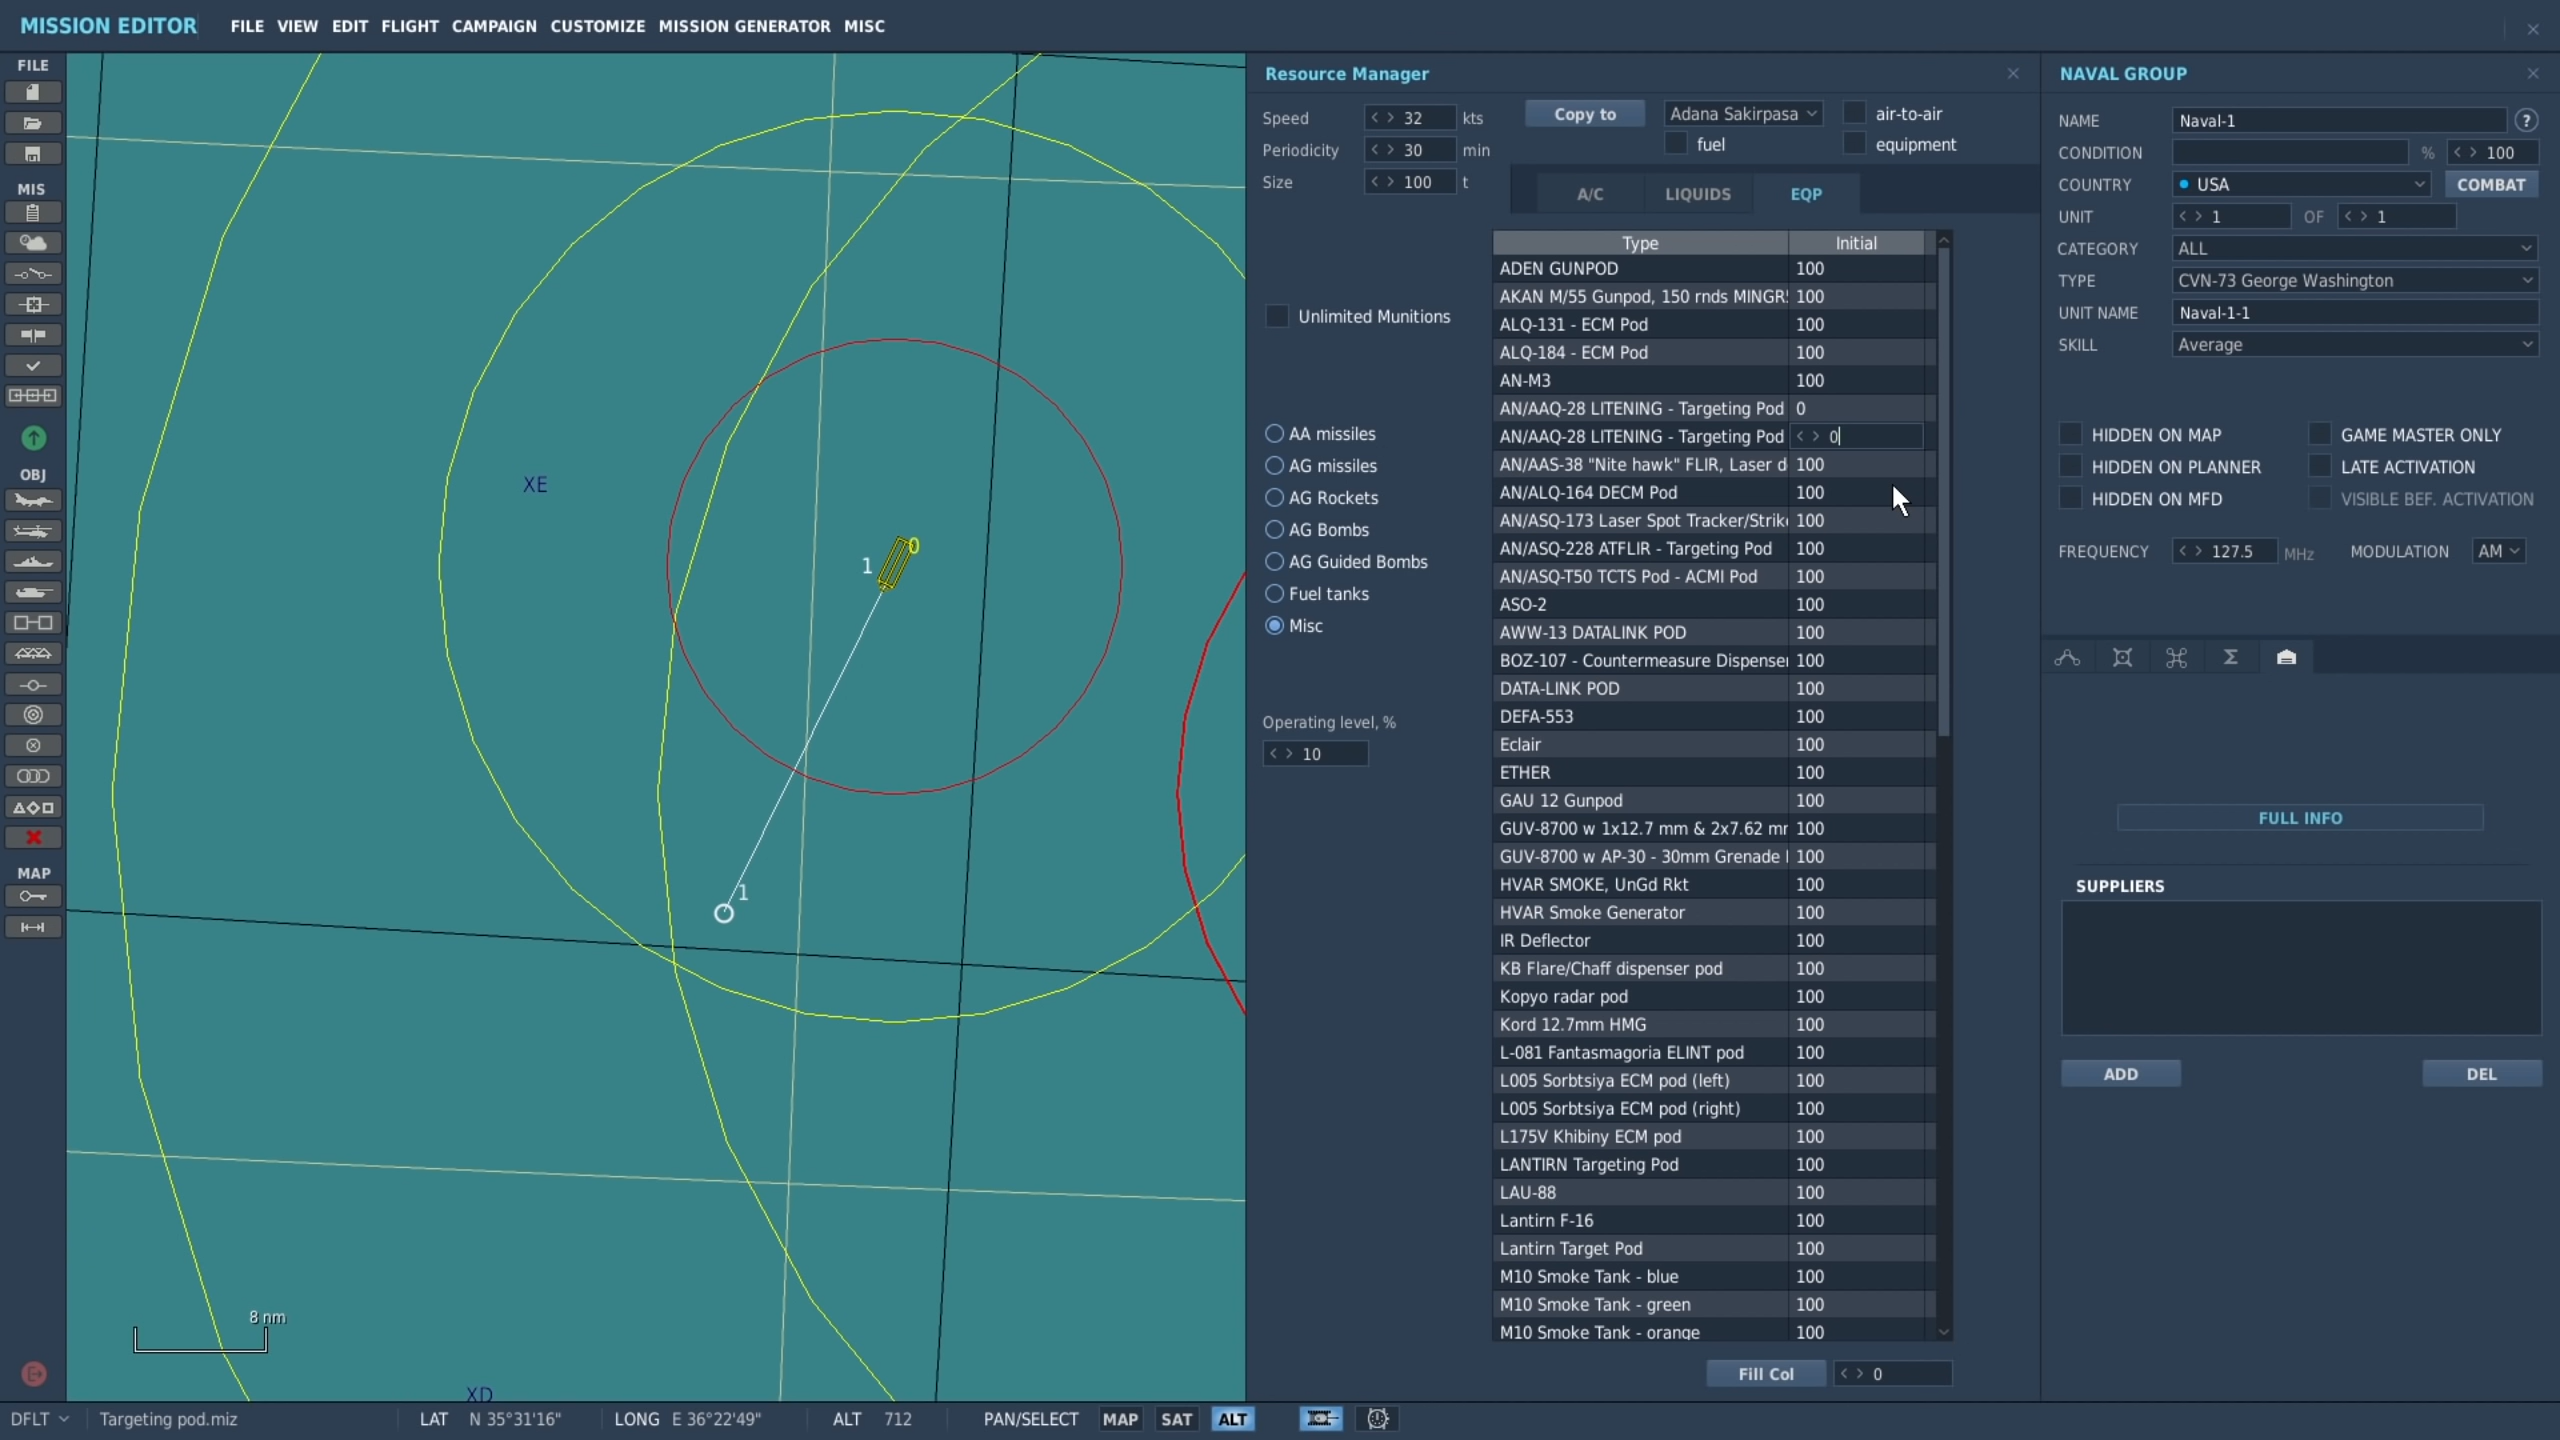 MISSION EDITOR FILE VIEW EDIT FLIGHT CAMPAIGN CUSTOMIZE MISSION GENERATOR MISC
FILE
MIS
OBJ
MAP
XE
0
1
1
8 nm
XD
Resource Manager
Speed < > 32 kts
Periodicity < > 30 min
Size < > 100 t
Copy to Adana Sakirpasa air-to-air
fuel equipment
A/C LIQUIDS EQP
Unlimited Munitions
AA missiles
AG missiles
AG Rockets
AG Bombs
AG Guided Bombs
Fuel tanks
Misc
Operating level, %
< > 10
Type Initial
ADEN GUNPOD 100
AKAN M/55 Gunpod, 150 rnds 100
ALQ-131 - ECM Pod 100
ALQ-184 - ECM Pod 100
AN-M3 100
AN/AAQ-28 LITENING - Targeting Pod 0
AN/AAQ-28 LITENING - Targeting Pod < > 0
AN/AAS-38 "Nite hawk" FLIR, Laser d 100
AN/ALQ-164 DECM Pod 100
AN/ASQ-173 Laser Spot Tracker/Strik 100
AN/ASQ-228 ATFLIR - Targeting Pod 100
AN/ASQ-T50 TCTS Pod - ACMI Pod 100
ASO-2 100
AWW-13 DATALINK POD 100
BOZ-107 - Countermeasure Dispenser 100
DATA-LINK POD 100
DEFA-553 100
Eclair 100
ETHER 100
GAU 12 Gunpod 100
GUV-8700 w 1x12.7 mm & 2x7.62 100
GUV-8700 w AP-30 - 30mm Grenade 100
HVAR SMOKE, UnGd Rkt 100
HVAR Smoke Generator 100
IR Deflector 100
KB Flare/Chaff dispenser pod 100
Kopyo radar pod 100
Kord 12.7mm HMG 100
L-081 Fantasmagoria ELINT pod 100
L005 Sorbtsiya ECM pod (left) 100
L005 Sorbtsiya ECM pod (right) 100
L175V Khibiny ECM pod 100
LANTIRN Targeting Pod 100
LAU-88 100
Lantirn F-16 100
Lantirn Target Pod 100
M10 Smoke Tank - blue 100
M10 Smoke Tank - green 100
M10 Smoke Tank - orange 100
Fill Col < > 0
NAVAL GROUP
NAME Naval-1 ?
CONDITION % < > 100
COUNTRY USA COMBAT
UNIT < > 1 OF < > 1
CATEGORY ALL
TYPE CVN-73 George Washington
UNIT NAME Naval-1-1
SKILL Average
HIDDEN ON MAP GAME MASTER ONLY
HIDDEN ON PLANNER LATE ACTIVATION
HIDDEN ON MFD VISIBLE BEF. ACTIVATION
FREQUENCY < > 127.5 MHz MODULATION AM
Σ
FULL INFO
SUPPLIERS
ADD DEL
DFLT Targeting pod.miz LAT N 35°31'16" LONG E 36°22'49" ALT 712 PAN/SELECT MAP SAT ALT